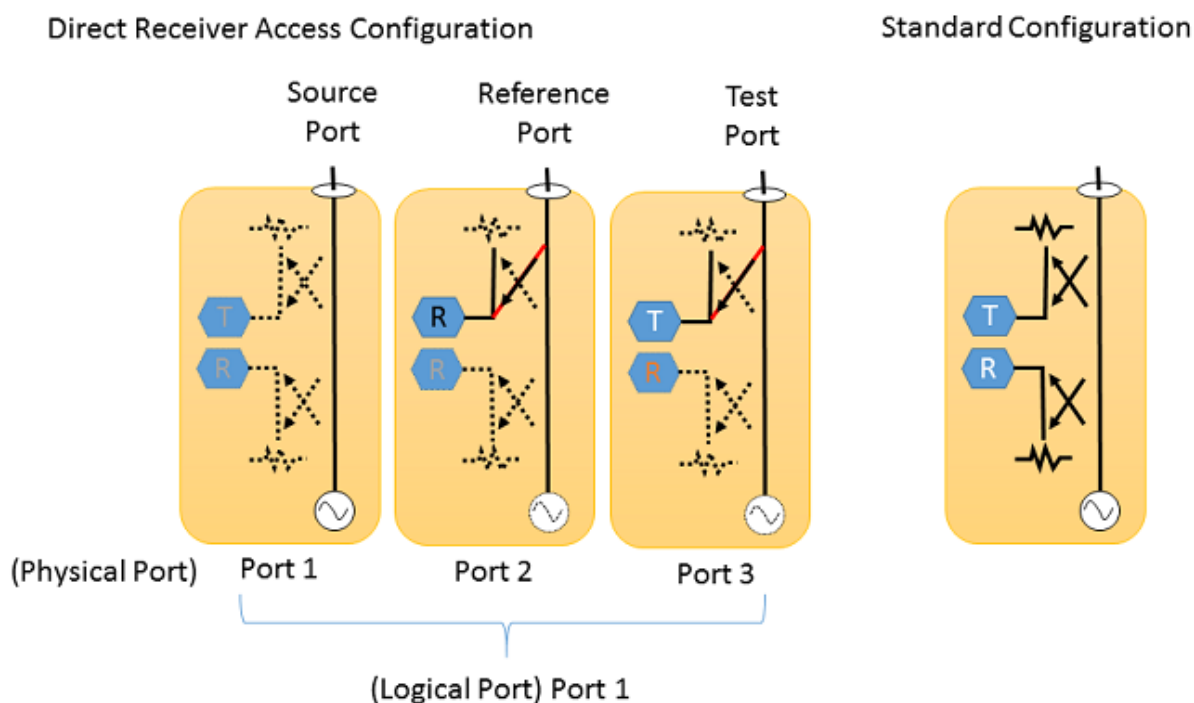 Direct Receiver Access Configuration
Standard Configuration
Source
Port
Reference
Port
Test
Port
T
R
R
R
T
R
T
R
(Physical Port)
Port 1
Port 2
Port 3
(Logical Port) Port 1